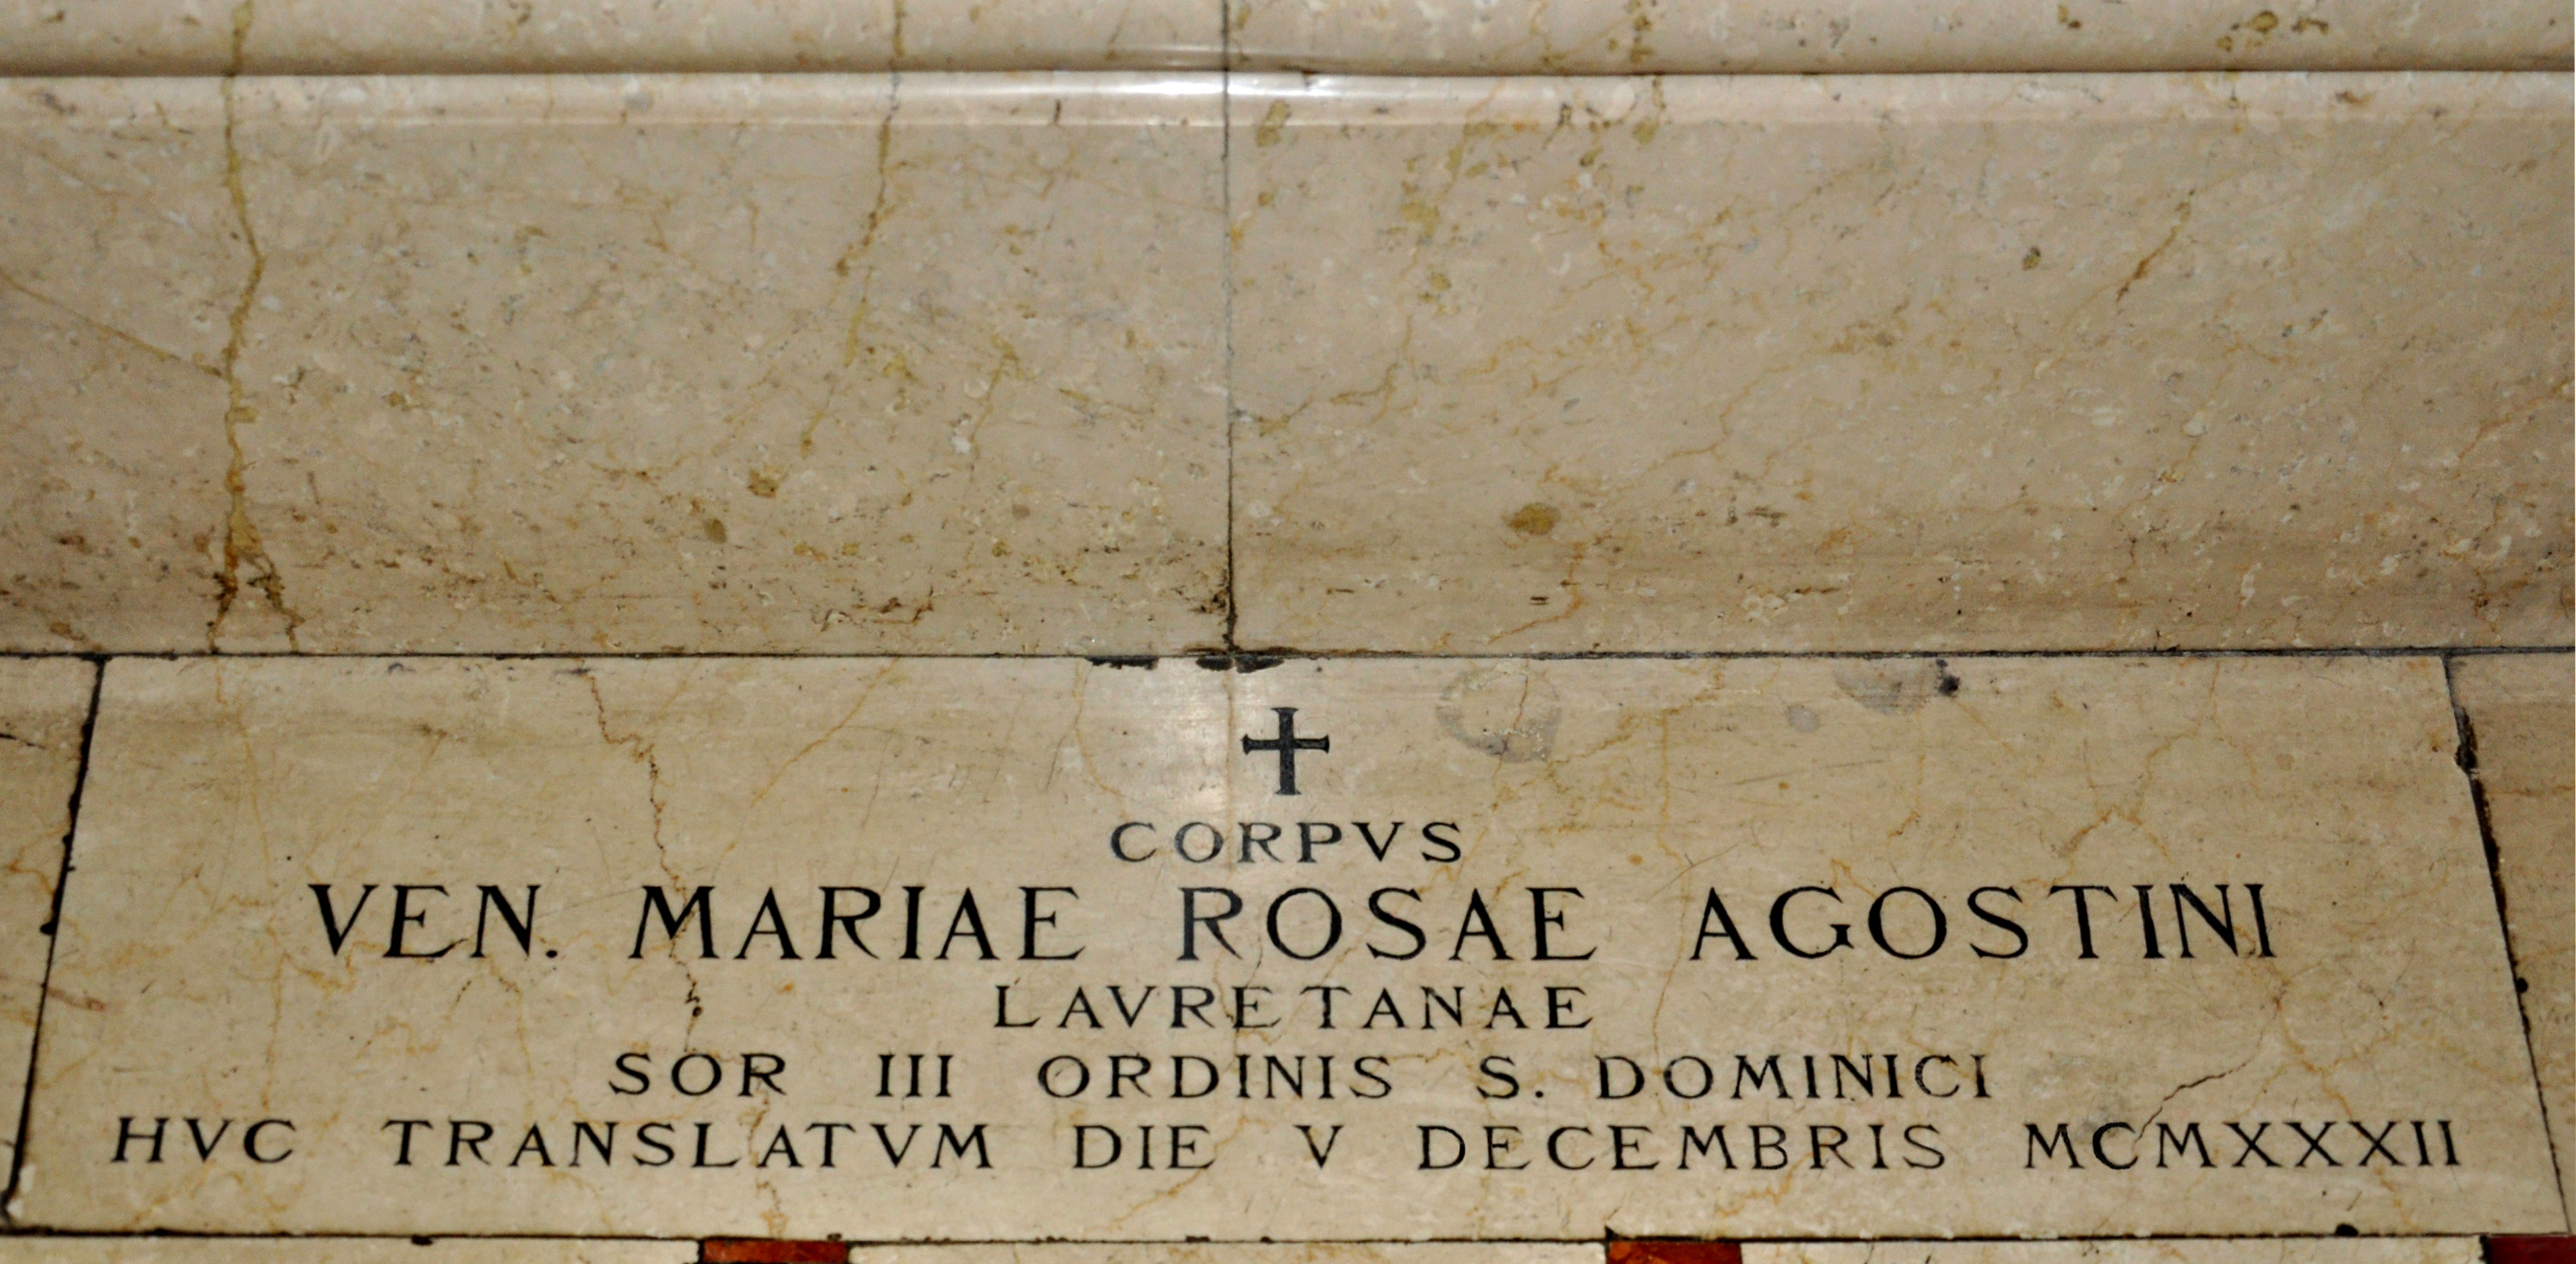 CORPVS
VEN. MARIAE ROSAE AGOSTINI
LAVRETANAE
SOR III ORDINIS S. DOMINICI
HVC TRANSLATVM DIE V DECEMBRIS MCMXXXII